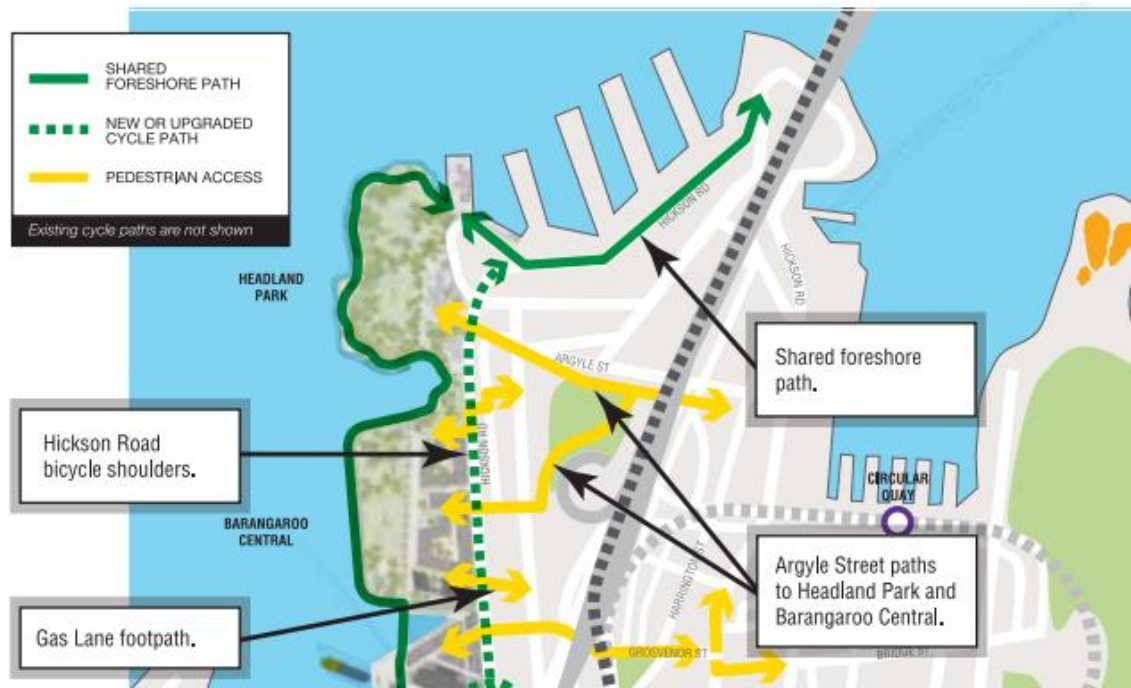 SHARED
FORESHORE PATH
NEW OR UPGRADED
CYCLE PATH
PEDESTRIAN ACCESS
Existing cycle paths are not shown
HEADLAND
PARK
HICKSON RD
HICKSON RD
ARGYLE ST
Shared foreshore
path.
Hickson Road
bicycle shoulders.
HICKSON RD
CIRCULAR
QUAY
BARANGAROO
CENTRAL
HARRINGTON ST
Argyle Street paths
to Headland Park and
Barangaroo Central.
Gas Lane footpath.
GROSVENOR ST
BRIDGE ST